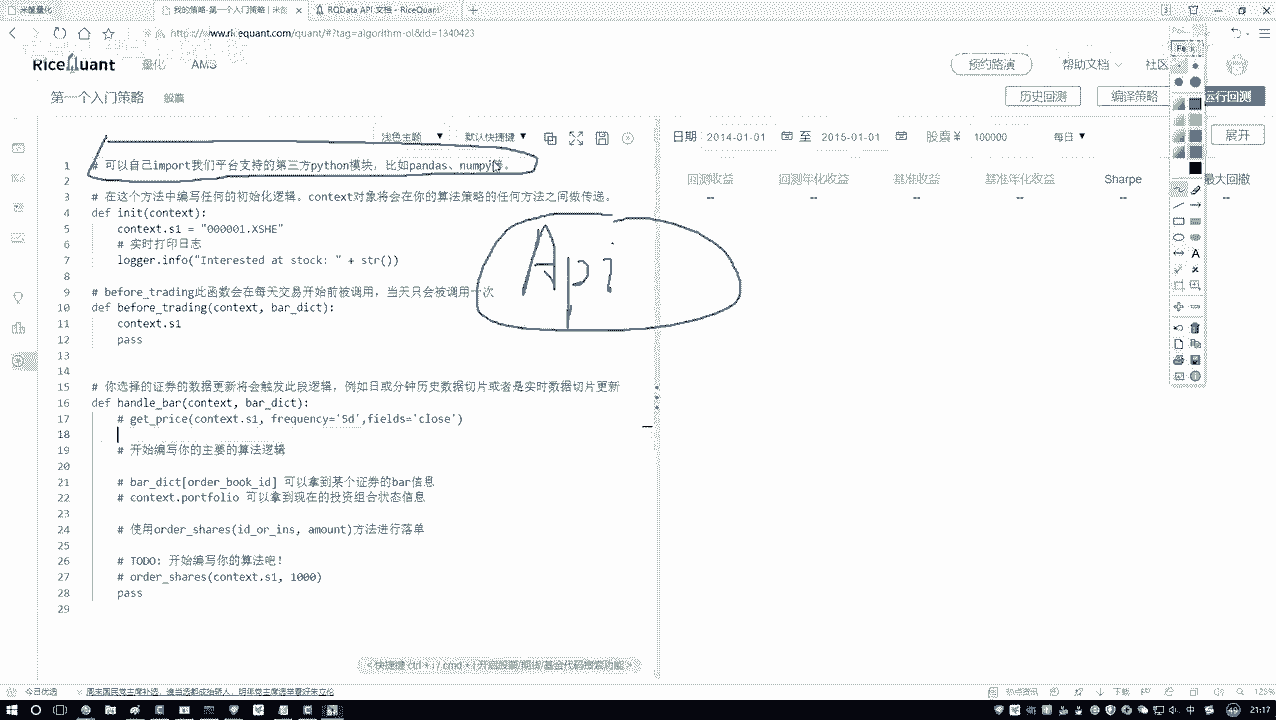 米筐量化
我的策略-第一个入门策略 | 米筐
RQData API 文档 - RiceQuant
http://www.ricequant.com/quant/#?tag=algorithm-ol&id=1340423
RiceQuant 量化 AMS 预约路演 帮助文档 社区
第一个入门策略 编辑 历史回测 编译策略 运行回测
浅色主题 默认快捷键 日期 2014-01-01 至 2015-01-01 股票¥ 100000 每日 展开
1 # 可以自己import我们平台支持的第三方python模块，比如pandas、numpy等。
回测收益 回测年化收益 基准收益 基准年化收益 Sharpe 最大回撤
-- -- -- -- -- --
2
3 # 在这个方法中编写任何的初始化逻辑。context对象将会在你的算法策略的任何方法之间做传递。
4 def init(context):
5 context.s1 = "000001.XSHE"
6 # 实时打印日志
7 logger.info("Interested at stock: " + str())
8
Api
9 # before_trading此函数会在每天交易开始前被调用，当天只会被调用一次
10 def before_trading(context, bar_dict):
11 context.s1
12 pass
13
14
15 # 你选择的证券的数据更新将会触发此段逻辑，例如日或分钟历史数据切片或者是实时数据切片更新
16 def handle_bar(context, bar_dict):
17 # get_price(context.s1, frequency='5d',fields='close')
18
19 # 开始编写你的主要的算法逻辑
20
21 # bar_dict[order_book_id] 可以拿到某个证券的bar信息
22 # context.portfolio 可以拿到现在的投资组合状态信息
23
24 # 使用order_shares(id_or_ins, amount)方法进行落单
25
26 # TODO: 开始编写你的算法吧！
27 # order_shares(context.s1, 1000)
28 pass
29
今日优选 热点资讯 下载 125%
21:17